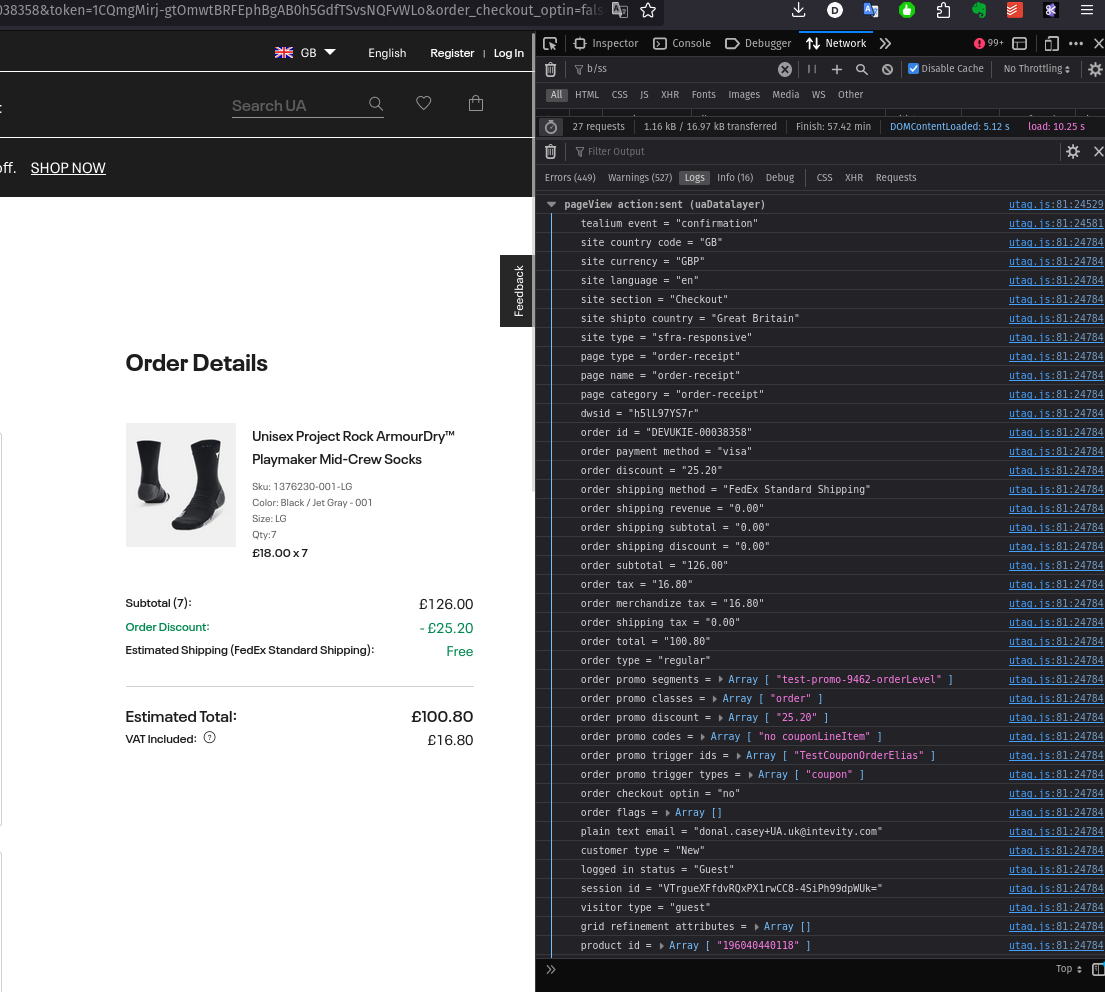 038358&token=1CQmgMirj-gtOmwtBRFEphBgAB0h5GdfTSvsNQFvWLo&order_checkout_optin=fals
GB
English
Register | Log In
Search UA
off. SHOP NOW
Feedback
Order Details
Unisex Project Rock ArmourDry™
Playmaker Mid-Crew Socks
Sku: 1376230-001-LG
Color: Black / Jet Gray - 001
Size: LG
Qty:7
£18.00 x 7
Subtotal (7): £126.00
Order Discount: - £25.20
Estimated Shipping (FedEx Standard Shipping): Free
Estimated Total: £100.80
VAT Included: ? £16.80
Inspector Console Debugger Network 99+
b/ss Disable Cache No Throttling
All HTML CSS JS XHR Fonts Images Media WS Other
27 requests 1.16 kB / 16.97 kB transferred Finish: 57.42 min DOMContentLoaded: 5.12 s load: 10.25 s
Filter Output
Errors (449) Warnings (527) Logs Info (16) Debug CSS XHR Requests
pageView action:sent (uaDatalayer) utag.js:81:24529
tealium event = "confirmation" utag.js:81:24581
site country code = "GB" utag.js:81:24784
site currency = "GBP" utag.js:81:24784
site language = "en" utag.js:81:24784
site section = "Checkout" utag.js:81:24784
site shipto country = "Great Britain" utag.js:81:24784
site type = "sfra-responsive" utag.js:81:24784
page type = "order-receipt" utag.js:81:24784
page name = "order-receipt" utag.js:81:24784
page category = "order-receipt" utag.js:81:24784
dwsid = "h5lL97YS7r" utag.js:81:24784
order id = "DEVUKIE-00038358" utag.js:81:24784
order payment method = "visa" utag.js:81:24784
order discount = "25.20" utag.js:81:24784
order shipping method = "FedEx Standard Shipping" utag.js:81:24784
order shipping revenue = "0.00" utag.js:81:24784
order shipping subtotal = "0.00" utag.js:81:24784
order shipping discount = "0.00" utag.js:81:24784
order subtotal = "126.00" utag.js:81:24784
order tax = "16.80" utag.js:81:24784
order merchandize tax = "16.80" utag.js:81:24784
order shipping tax = "0.00" utag.js:81:24784
order total = "100.80" utag.js:81:24784
order type = "regular" utag.js:81:24784
order promo segments = Array [ "test-promo-9462-orderLevel" ] utag.js:81:24784
order promo classes = Array [ "order" ] utag.js:81:24784
order promo discount = Array [ "25.20" ] utag.js:81:24784
order promo codes = Array [ "no couponLineItem" ] utag.js:81:24784
order promo trigger ids = Array [ "TestCouponOrderElias" ] utag.js:81:24784
order promo trigger types = Array [ "coupon" ] utag.js:81:24784
order checkout optin = "no" utag.js:81:24784
order flags = Array [] utag.js:81:24784
plain text email = "donal.casey+UA.uk@intevity.com" utag.js:81:24784
customer type = "New" utag.js:81:24784
logged in status = "Guest" utag.js:81:24784
session id = "VTrgueXFfdvRQxPX1rwCC8-4SiPh99dpWUk=" utag.js:81:24784
visitor type = "guest" utag.js:81:24784
grid refinement attributes = Array [] utag.js:81:24784
product id = Array [ "196040440118" ] utag.js:81:24784
Top